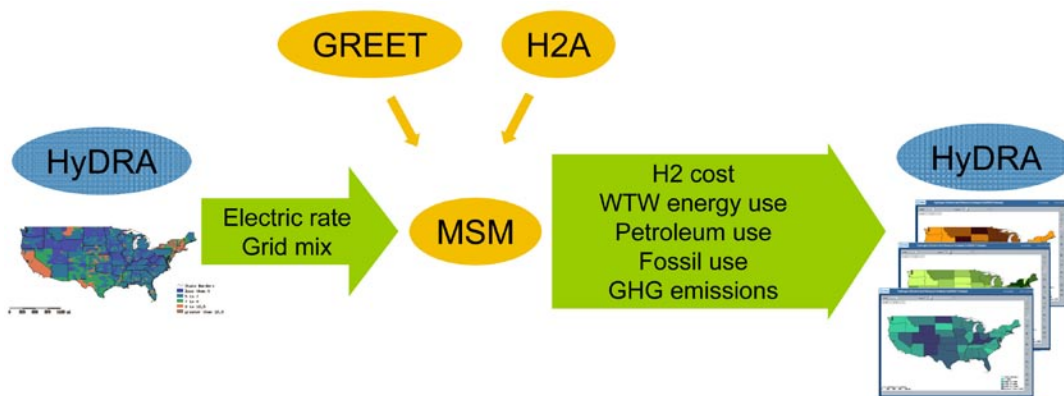 GREET
H2A
HyDRA
HyDRA
Electric rate
Grid mix
MSM
H2 cost
WTW energy use
Petroleum use
Fossil use
GHG emissions